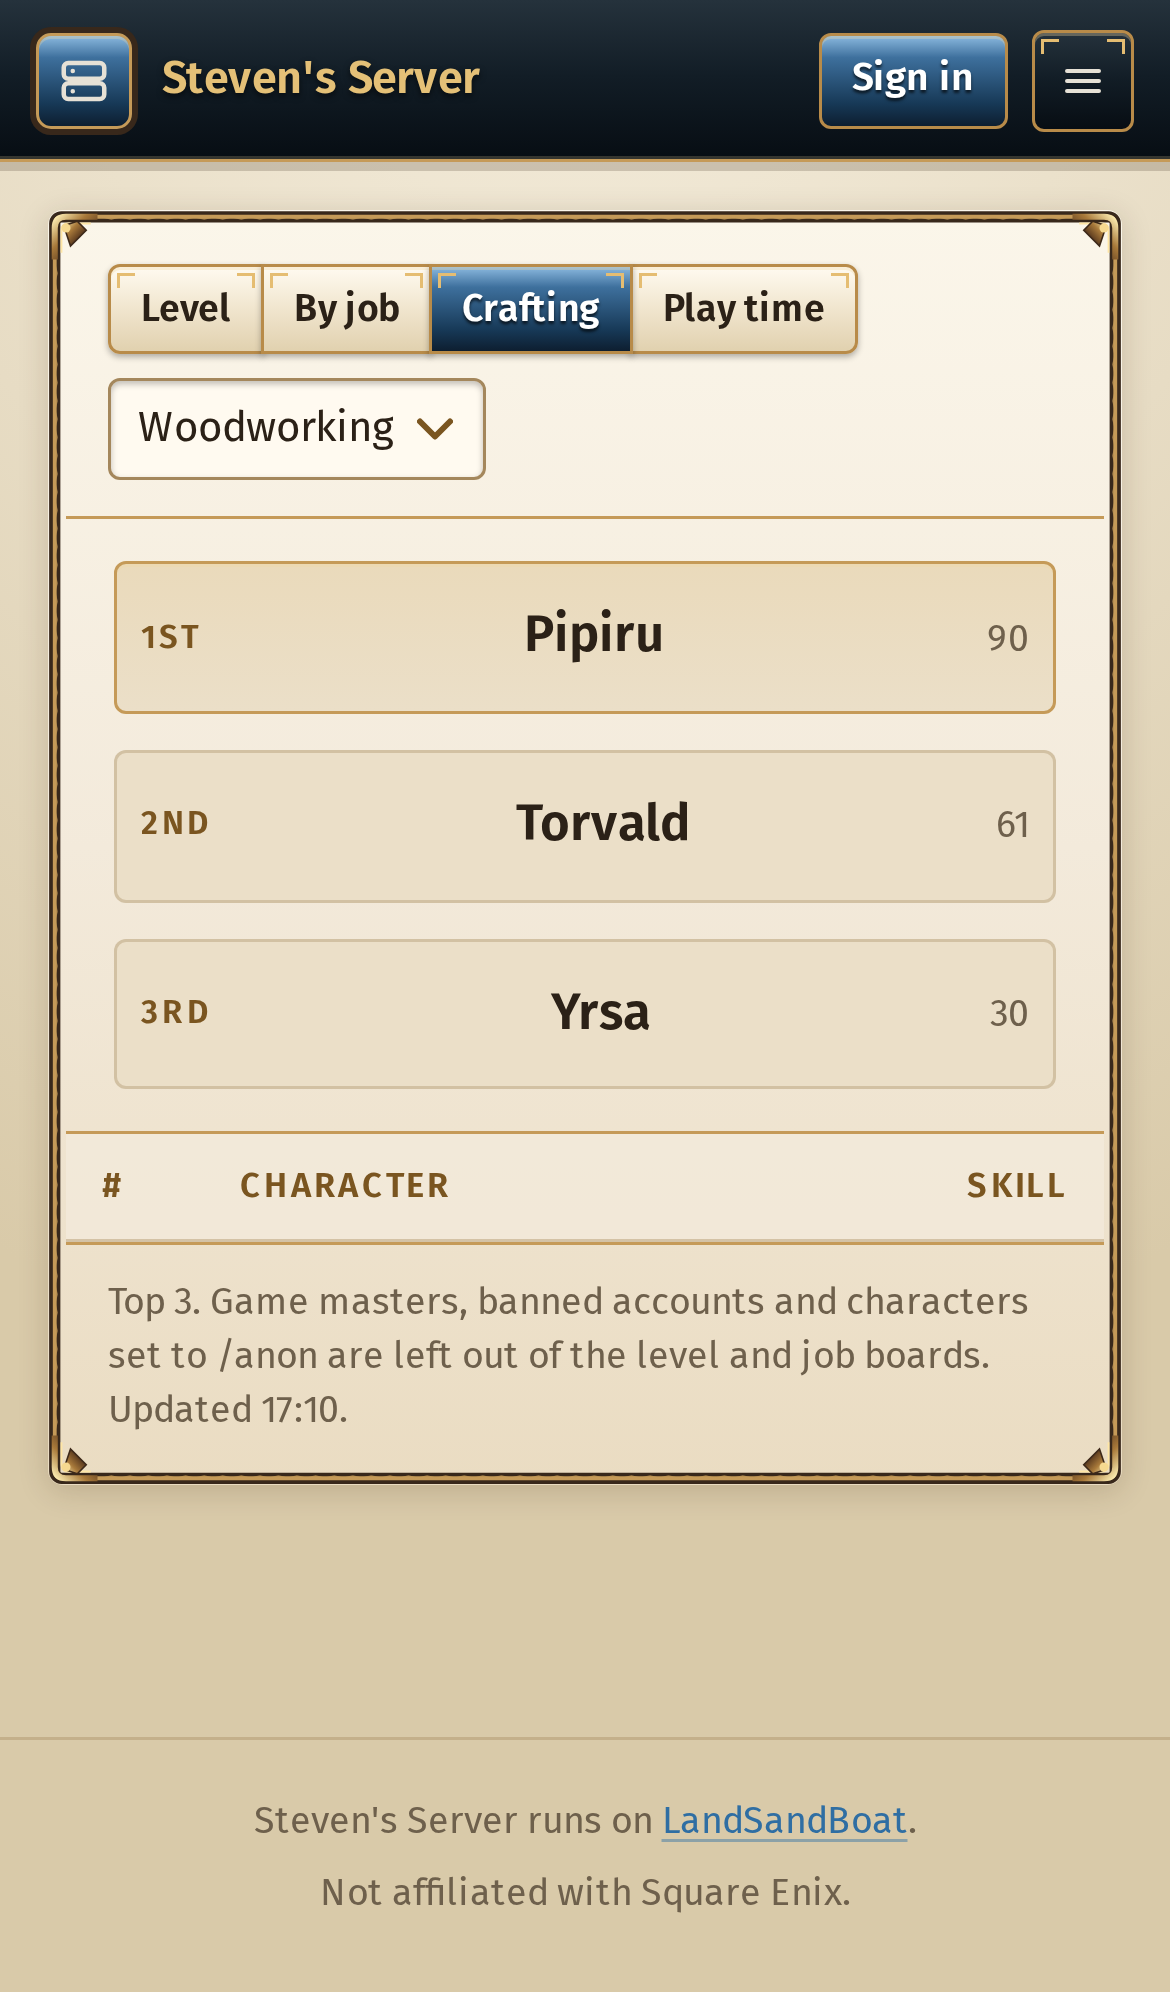 Steven's Server
Sign in
Level
By job
Crafting
Play time
Woodworking
1ST
Pipiru
90
2ND
Torvald
61
3RD
Yrsa
30
# CHARACTER SKILL
Top 3. Game masters, banned accounts and characters
set to /anon are left out of the level and job boards.
Updated 17:10.
Steven's Server runs on LandSandBoat.
Not affiliated with Square Enix.